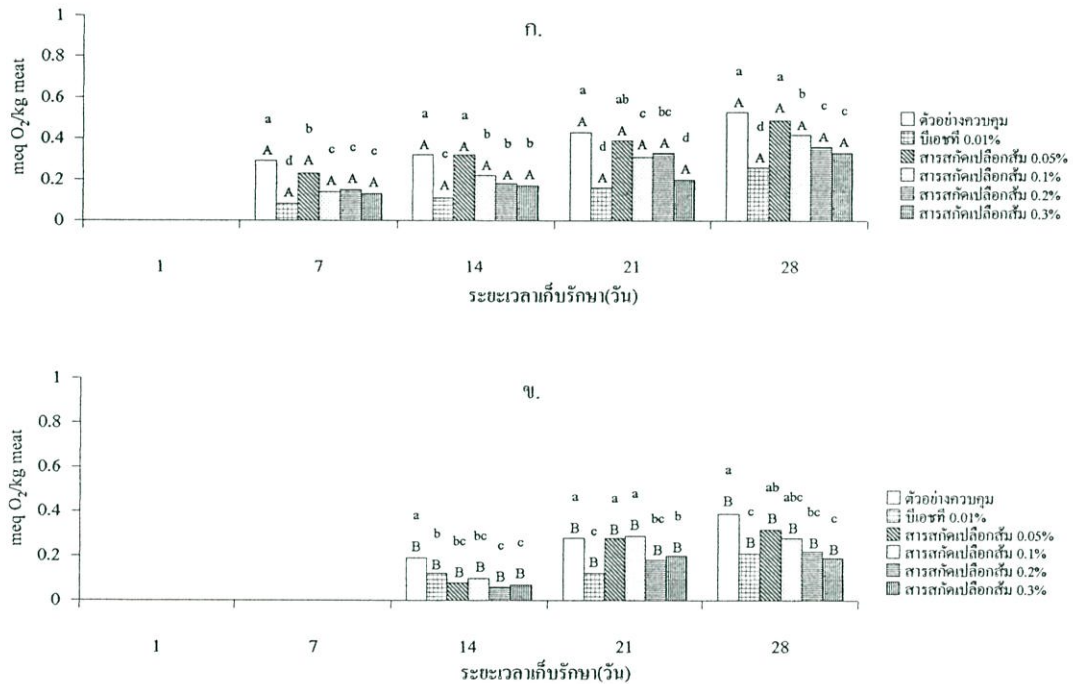 ก.
meq O₂/kg meat
1
0.8
0.6
0.4
0.2
0
a d b c c c
A A A A A A
a c a b b b
A A A A A A
a d ab c bc d
A A A A A A
a d a b c c
A A A A A A
1 7 14 21 28
ระยะเวลาเก็บรักษา(วัน)
ตัวอย่างควบคุม
บีเอชที 0.01%
สารสกัดเปลือกส้ม 0.05%
สารสกัดเปลือกส้ม 0.1%
สารสกัดเปลือกส้ม 0.2%
สารสกัดเปลือกส้ม 0.3%
ข.
meq O₂/kg meat
1
0.8
0.6
0.4
0.2
0
a b bc bc c c
B B B B B B
a c a a bc b
B B B B B B
a c ab abc bc c
B B B B B B
1 7 14 21 28
ระยะเวลาเก็บรักษา(วัน)
ตัวอย่างควบคุม
บีเอชที 0.01%
สารสกัดเปลือกส้ม 0.05%
สารสกัดเปลือกส้ม 0.1%
สารสกัดเปลือกส้ม 0.2%
สารสกัดเปลือกส้ม 0.3%